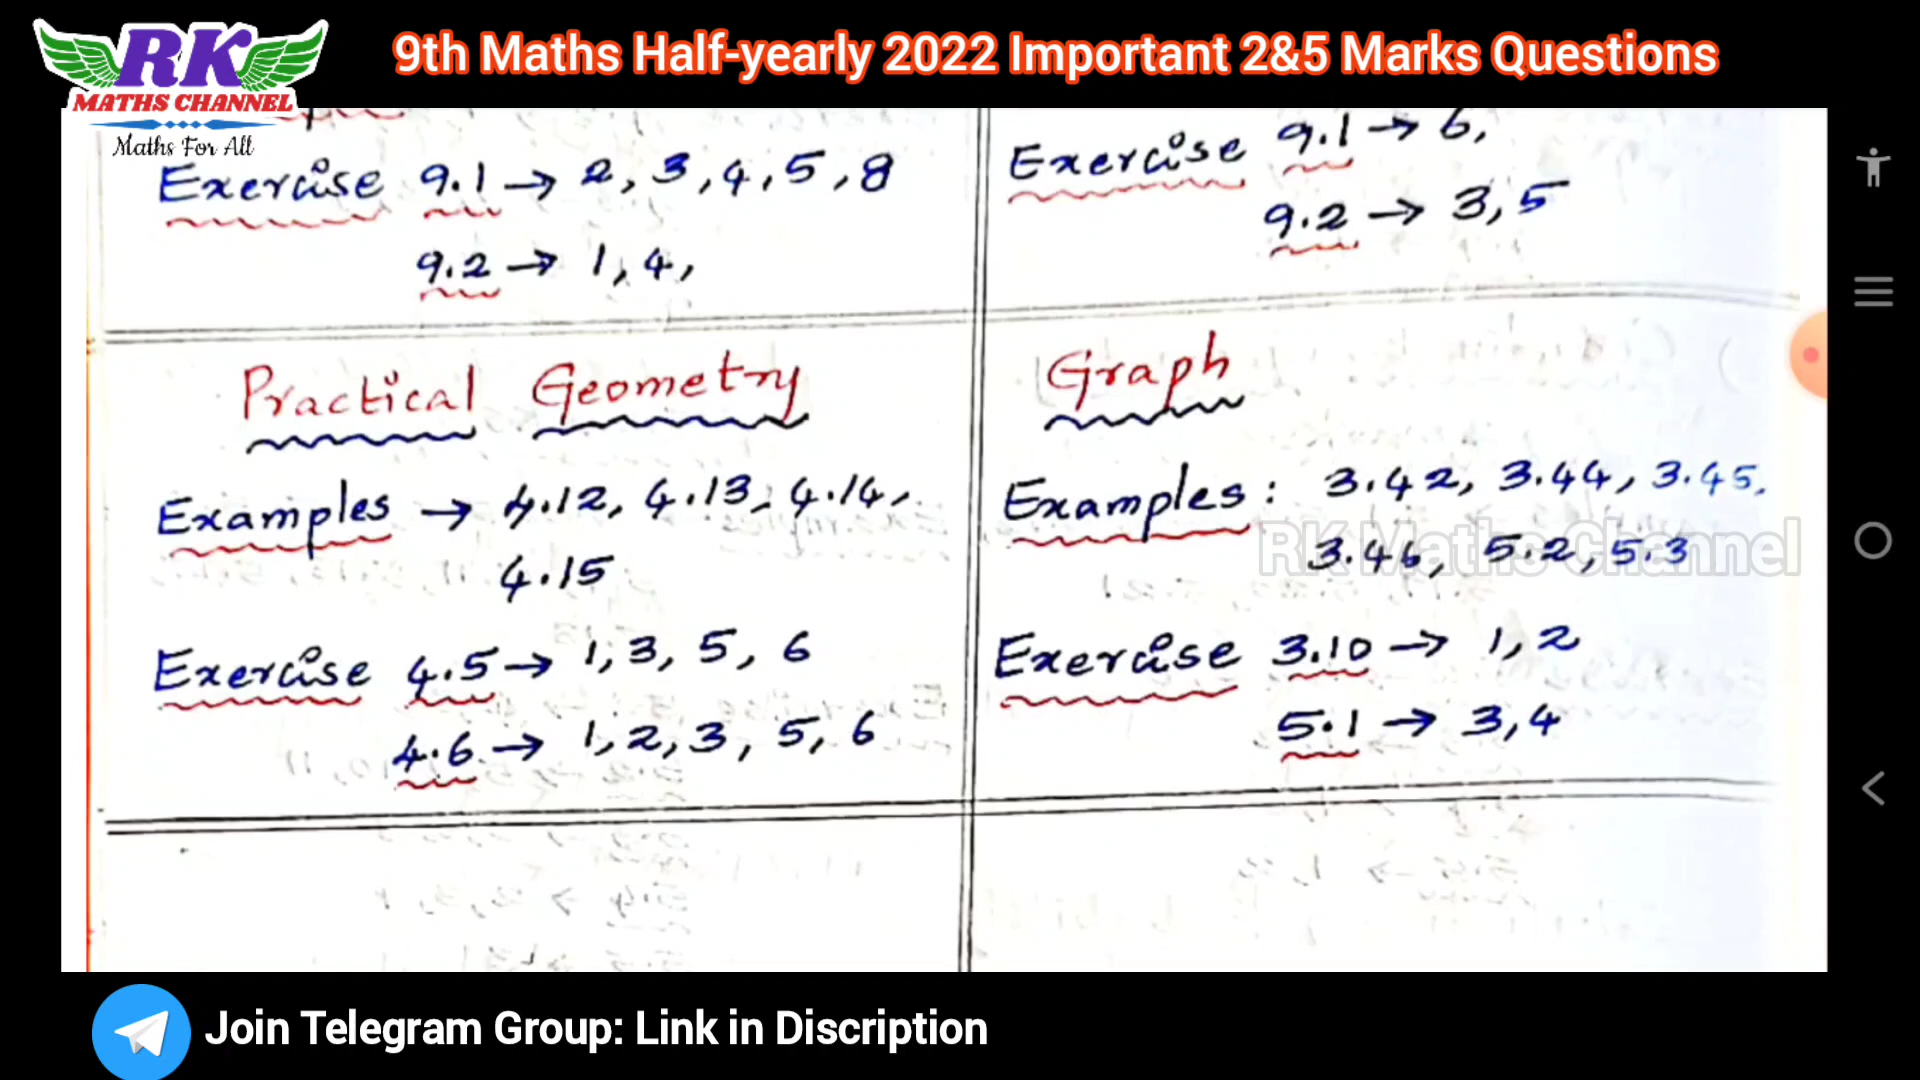 RK
MATHS CHANNEL
Maths For All
9th Maths Half-yearly 2022 Important 2&5 Marks Questions
Exercise 9.1 → 2, 3, 4, 5, 8
9.2 → 1, 4,
Exercise 9.1 → 6,
9.2 → 3, 5
Practical Geometry
Examples → 4.12, 4.13, 4.14,
4.15
Exercise 4.5 → 1, 3, 5, 6
4.6 → 1, 2, 3, 5, 6
Graph
Examples: 3.42, 3.44, 3.45,
3.46, 5.2, 5.3
RK Maths Channel
Exercise 3.10 → 1, 2
5.1 → 3, 4
Join Telegram Group: Link in Discription